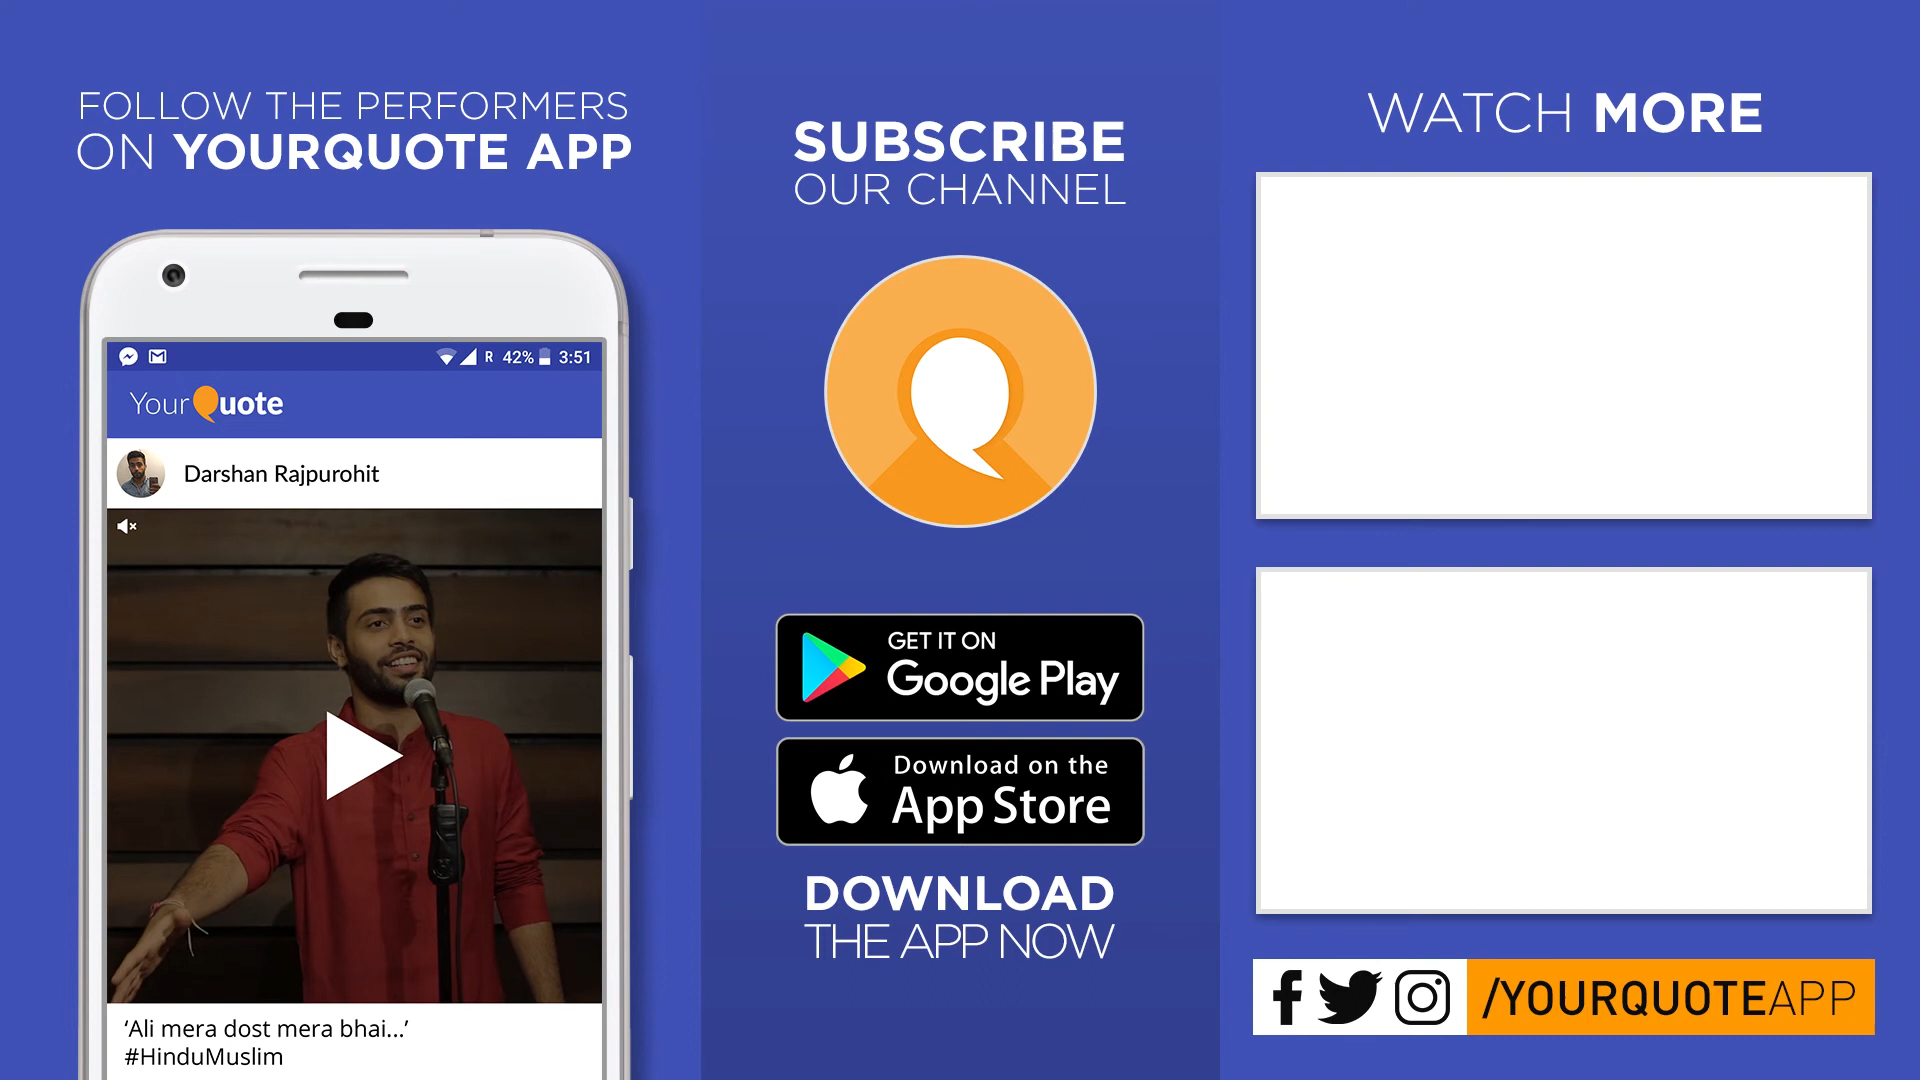 FOLLOW THE PERFORMERS
ON YOURQUOTE APP
R 42% 3:51
YourQuote
Darshan Rajpurohit
‘Ali mera dost mera bhai...’
#HinduMuslim
SUBSCRIBE
OUR CHANNEL
GET IT ON
Google Play
Download on the
App Store
DOWNLOAD
THE APP NOW
WATCH MORE
/YOURQUOTEAPP